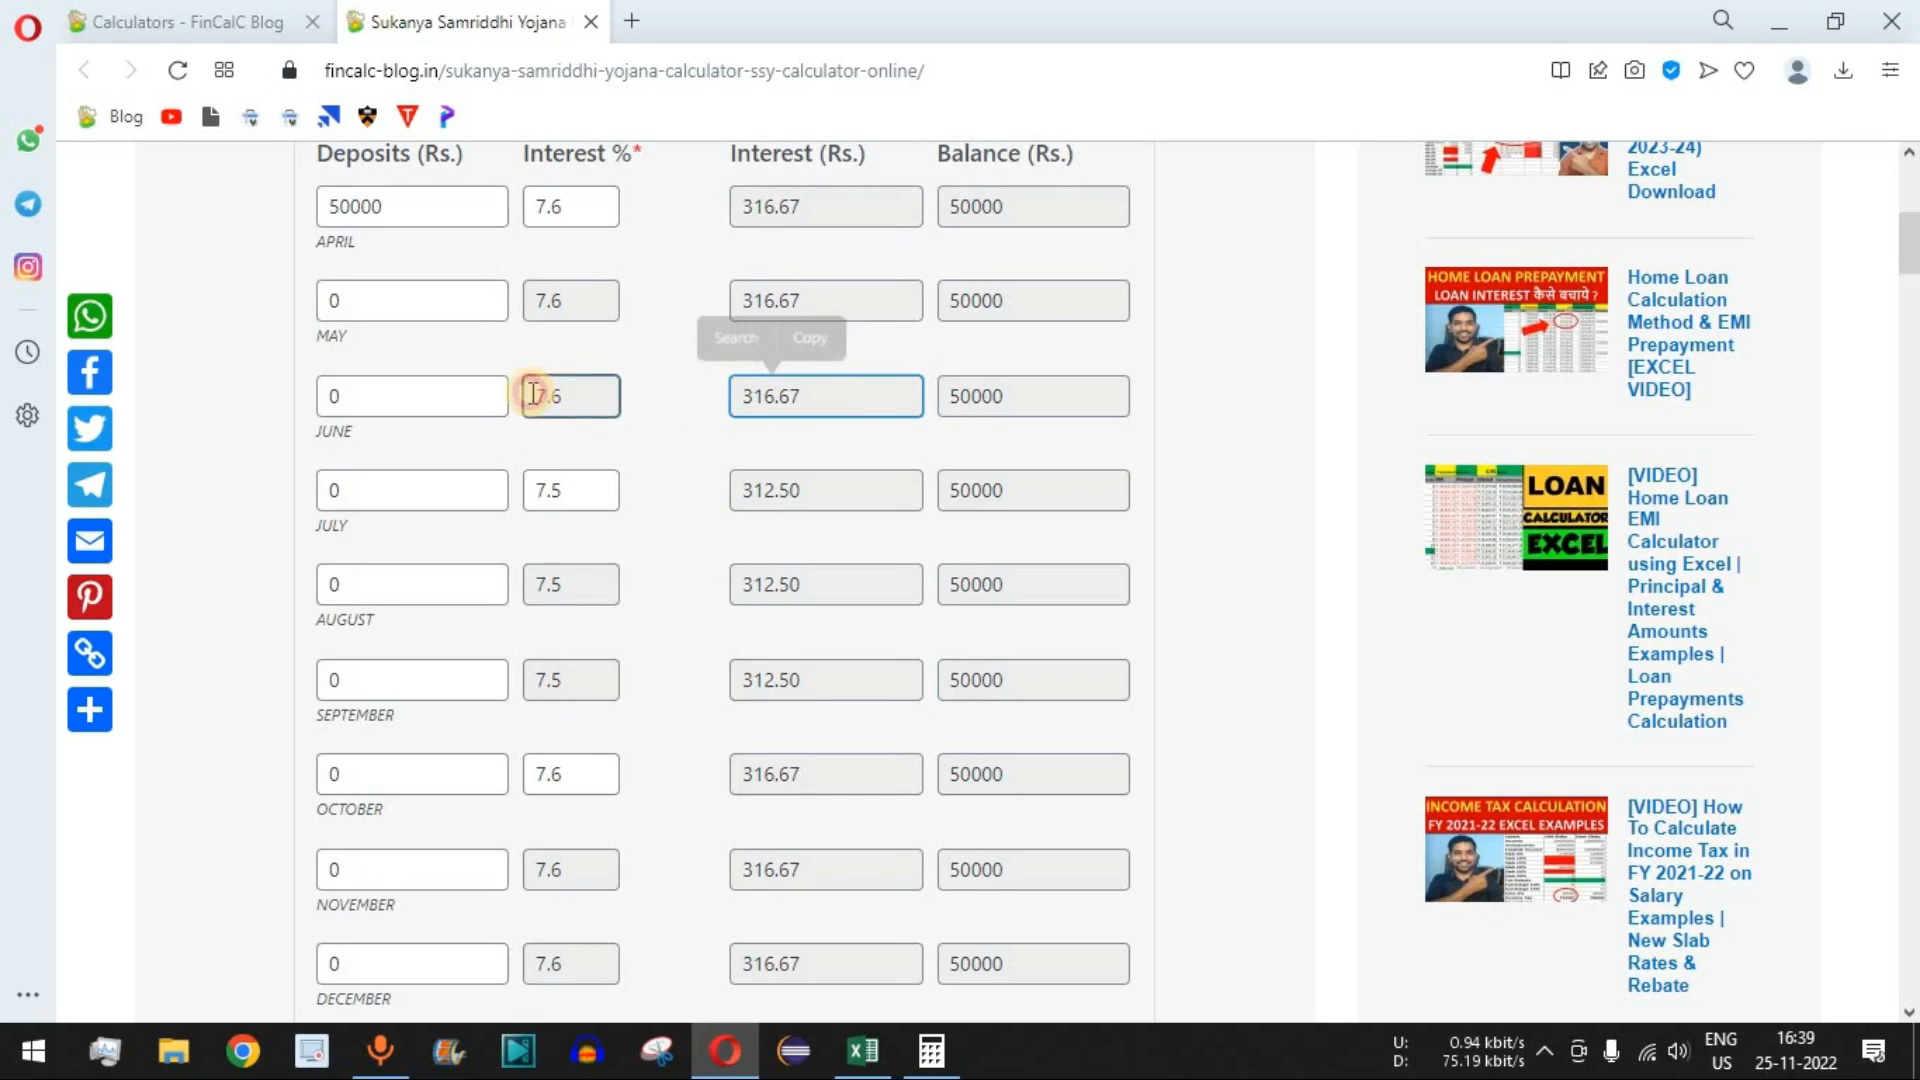 Calculators - FinCalC Blog
Sukanya Samriddhi Yojana
fincalc-blog.in/sukanya-samriddhi-yojana-calculator-ssy-calculator-online/
Blog
Deposits (Rs.) Interest %* Interest (Rs.) Balance (Rs.)
50000 7.6 316.67 50000
APRIL
0 7.6 316.67 50000
MAY
Search Copy
0 7.6 316.67 50000
JUNE
0 7.5 312.50 50000
JULY
0 7.5 312.50 50000
AUGUST
0 7.5 312.50 50000
SEPTEMBER
0 7.6 316.67 50000
OCTOBER
0 7.6 316.67 50000
NOVEMBER
0 7.6 316.67 50000
DECEMBER
2023-24)
Excel
Download
HOME LOAN PREPAYMENT
LOAN INTEREST कैसे बचाये ?
Home Loan
Calculation
Method & EMI
Prepayment
[EXCEL
VIDEO]
LOAN
CALCULATOR
EXCEL
[VIDEO]
Home Loan
EMI
Calculator
using Excel |
Principal &
Interest
Amounts
Examples |
Loan
Prepayments
Calculation
INCOME TAX CALCULATION
FY 2021-22 EXCEL EXAMPLES
[VIDEO] How
To Calculate
Income Tax in
FY 2021-22 on
Salary
Examples |
New Slab
Rates &
Rebate
U: 0.94 kbit/s
D: 75.19 kbit/s
ENG
US
16:39
25-11-2022